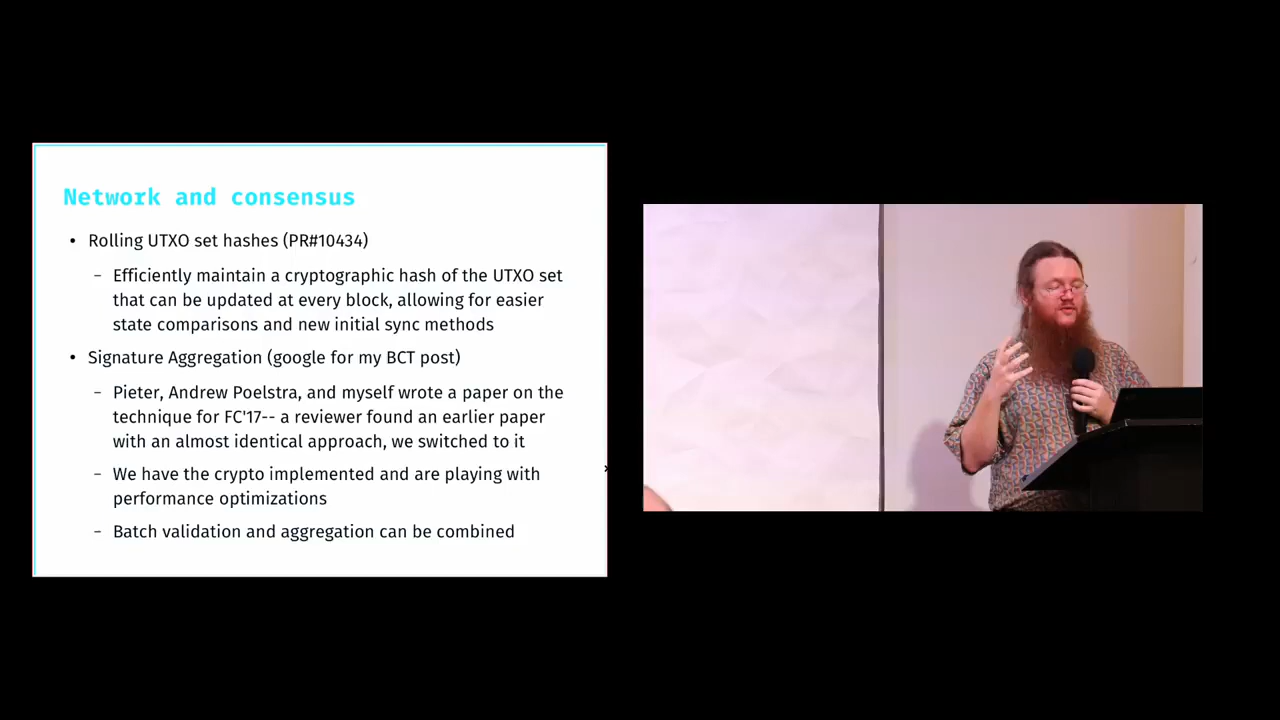 Network and consensus
• Rolling UTXO set hashes (PR#10434)
– Efficiently maintain a cryptographic hash of the UTXO set
that can be updated at every block, allowing for easier
state comparisons and new initial sync methods
• Signature Aggregation (google for my BCT post)
– Pieter, Andrew Poelstra, and myself wrote a paper on the
technique for FC'17-- a reviewer found an earlier paper
with an almost identical approach, we switched to it
– We have the crypto implemented and are playing with
performance optimizations
– Batch validation and aggregation can be combined